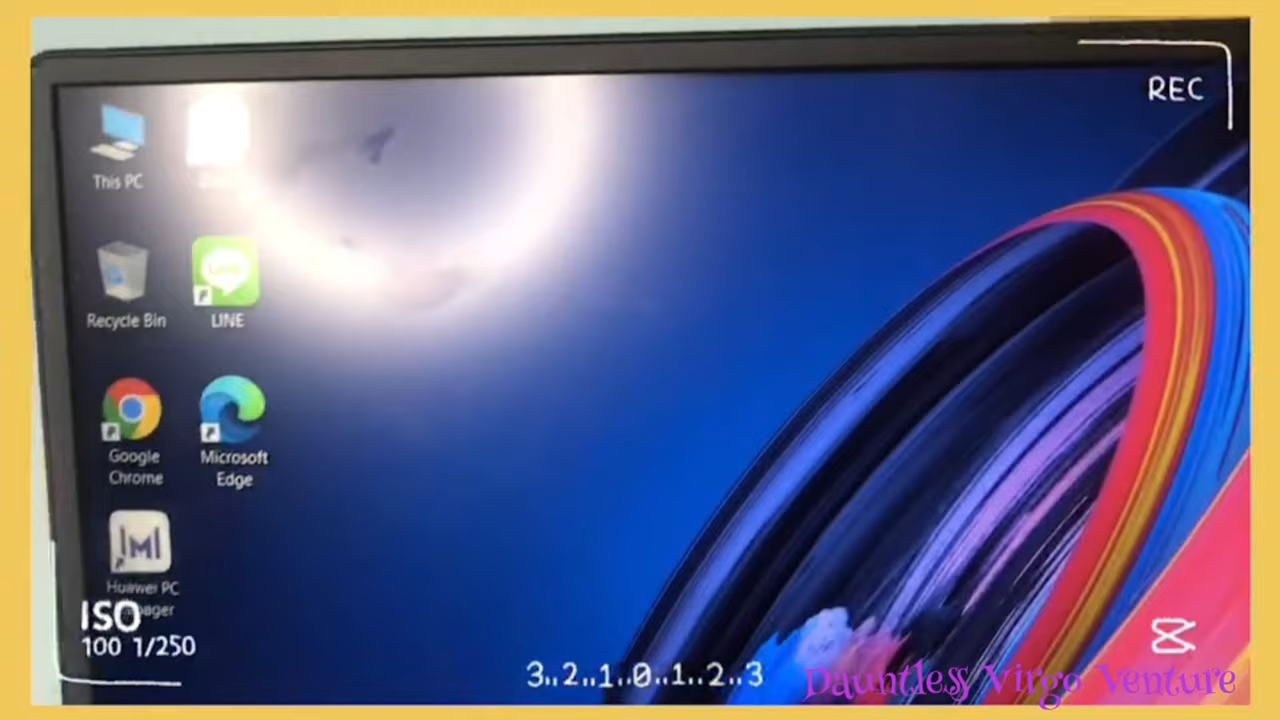 REC
This PC
Recycle Bin
LINE
Google
Chrome
Microsoft
Edge
Huawei PC
ISO
100 1/250
3..2..1..0..1..2..3
Dauntless Virgo Venture